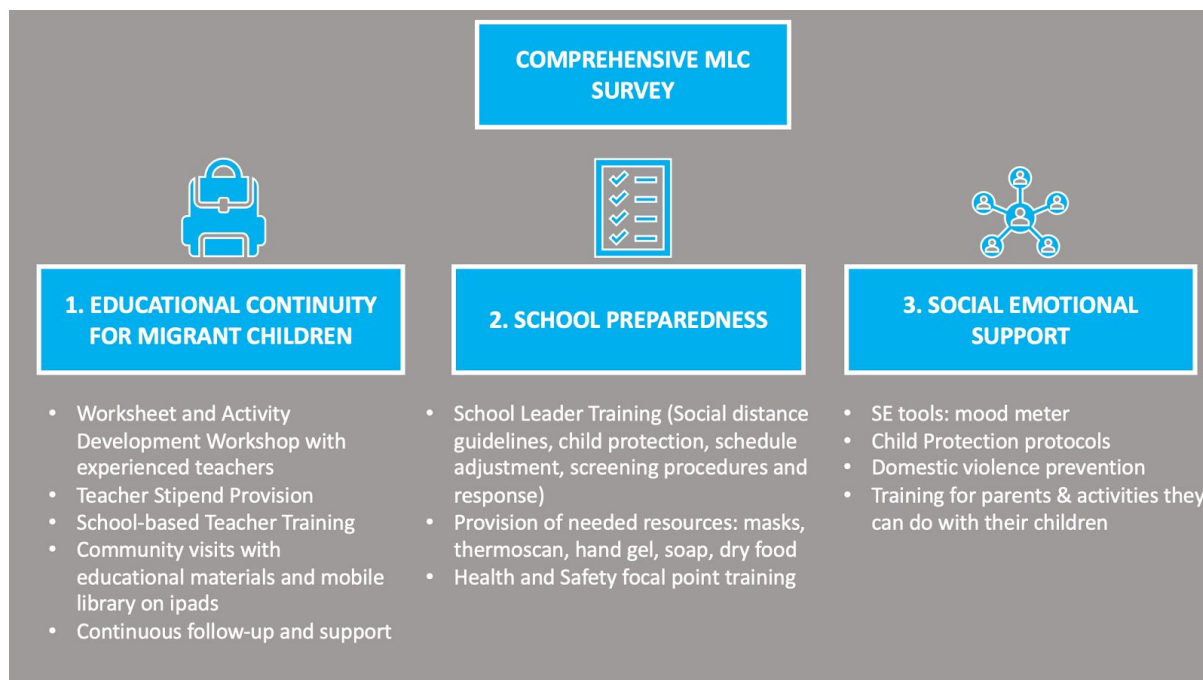 COMPREHENSIVE MLC
SURVEY
1. EDUCATIONAL CONTINUITY
FOR MIGRANT CHILDREN
• Worksheet and Activity
Development Workshop with
experienced teachers
• Teacher Stipend Provision
• School-based Teacher Training
• Community visits with
educational materials and mobile
library on ipads
• Continuous follow-up and support
2. SCHOOL PREPAREDNESS
• School Leader Training (Social distance
guidelines, child protection, schedule
adjustment, screening procedures and
response)
• Provision of needed resources: masks,
thermoscan, hand gel, soap, dry food
• Health and Safety focal point training
3. SOCIAL EMOTIONAL
SUPPORT
• SE tools: mood meter
• Child Protection protocols
• Domestic violence prevention
• Training for parents & activities they
can do with their children